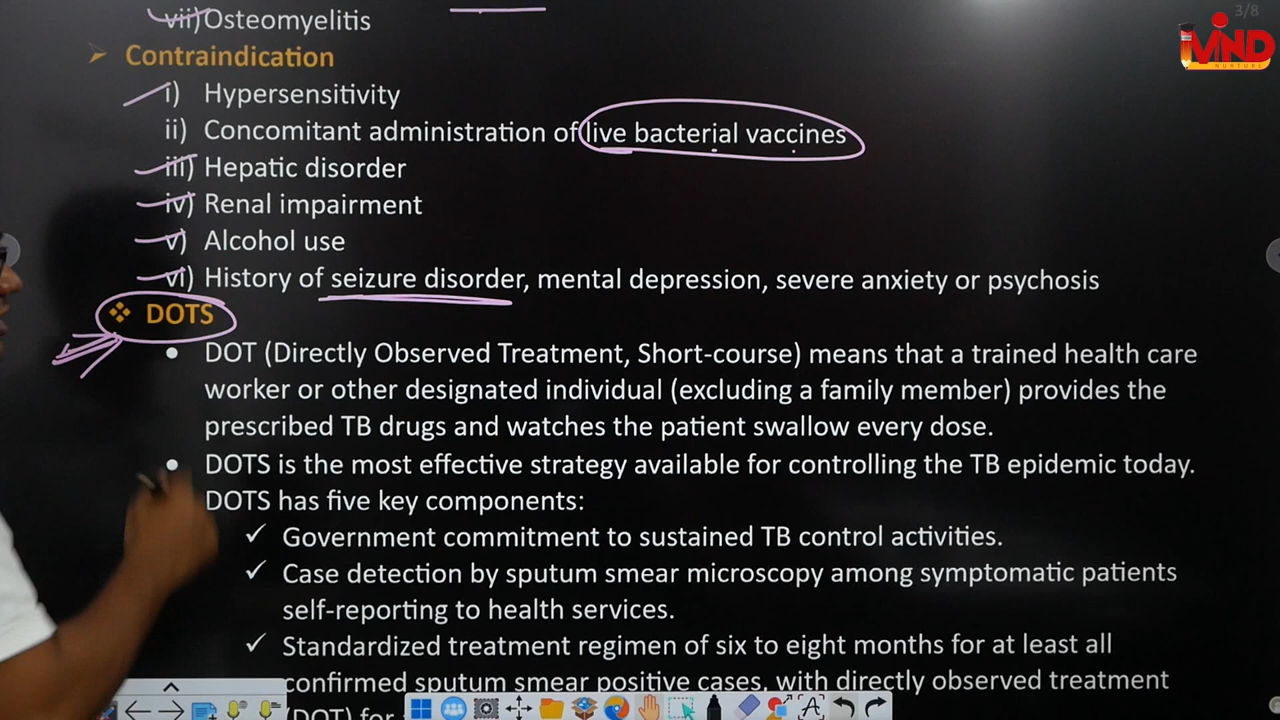 3/8
MIND
NURTURE
vii) Osteomyelitis
Contraindication
i) Hypersensitivity
ii) Concomitant administration of live bacterial vaccines
iii) Hepatic disorder
iv) Renal impairment
v) Alcohol use
vi) History of seizure disorder, mental depression, severe anxiety or psychosis
DOTS
DOT (Directly Observed Treatment, Short-course) means that a trained health care
worker or other designated individual (excluding a family member) provides the
prescribed TB drugs and watches the patient swallow every dose.
DOTS is the most effective strategy available for controlling the TB epidemic today.
DOTS has five key components:
Government commitment to sustained TB control activities.
Case detection by sputum smear microscopy among symptomatic patients
self-reporting to health services.
Standardized treatment regimen of six to eight months for at least all
confirmed sputum smear positive cases, with directly observed treatment
(DOT) for